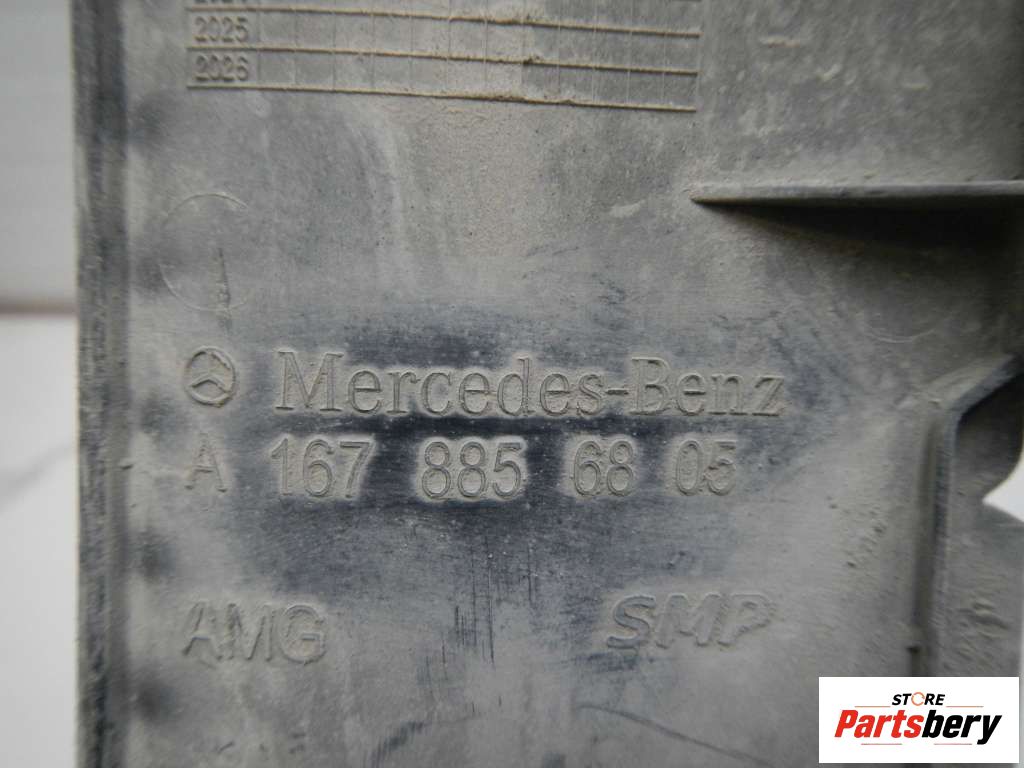 2025
2026
Mercedes-Benz
A 167 885 68 05
AMG SMP
STORE
Partsbery